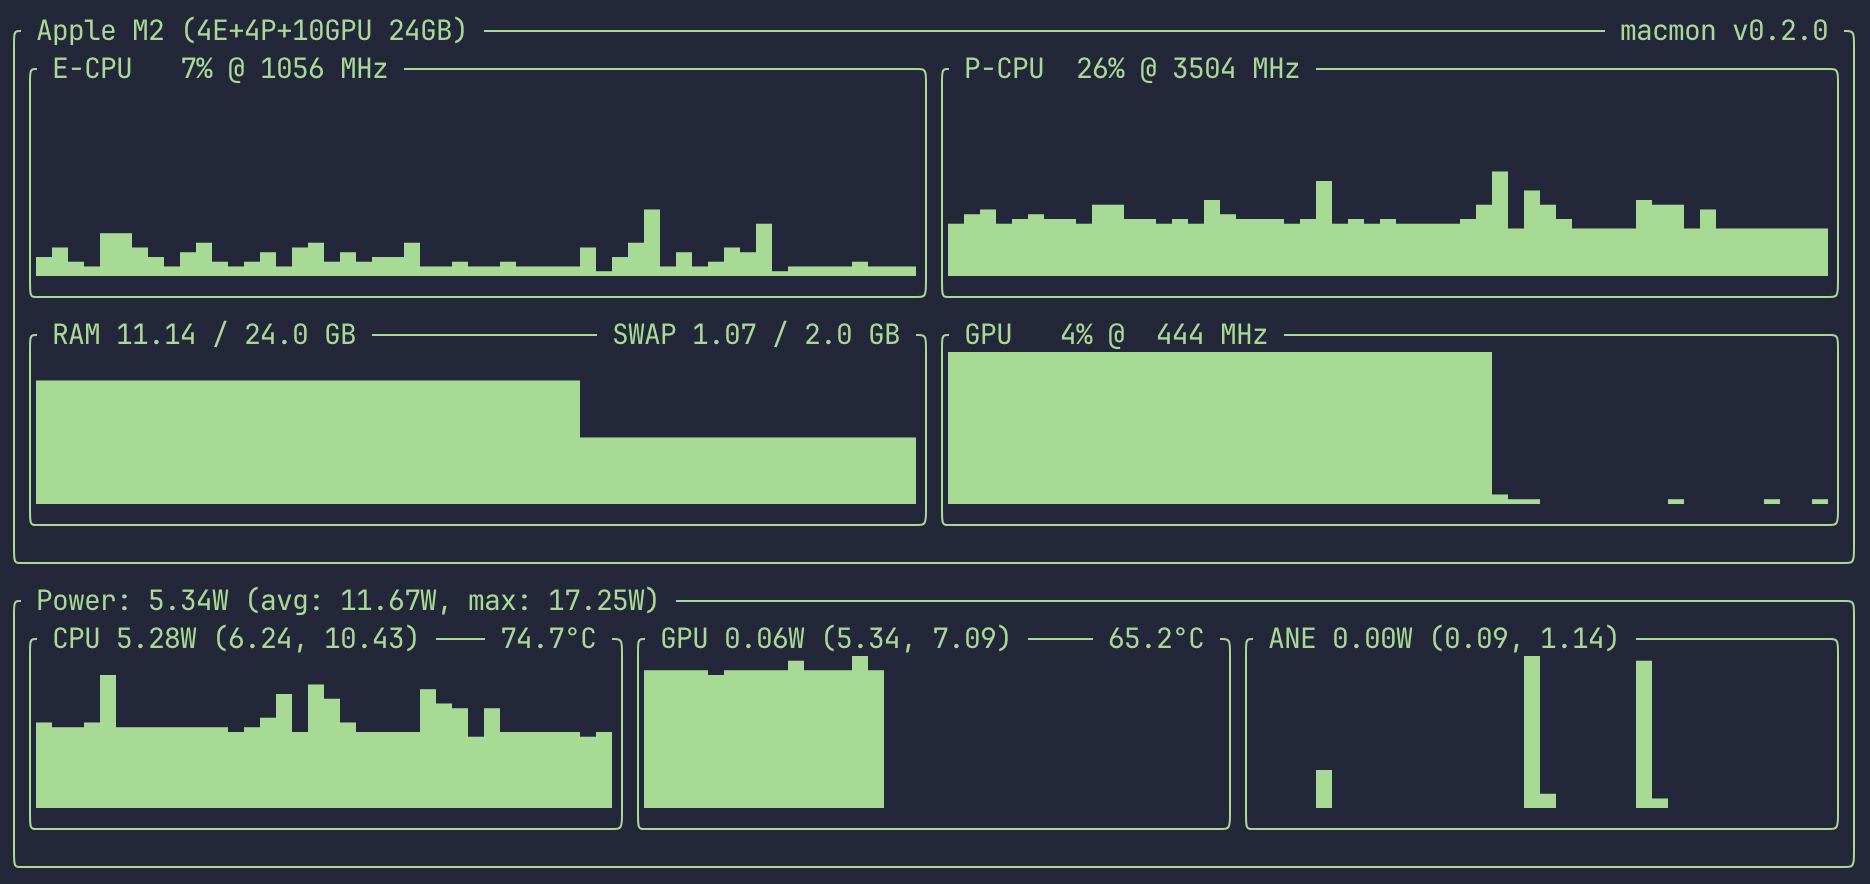 Apple M2 (4E+4P+10GPU 24GB) macmon v0.2.0
E-CPU 7% @ 1056 MHz P-CPU 26% @ 3504 MHz
RAM 11.14 / 24.0 GB SWAP 1.07 / 2.0 GB GPU 4% @ 444 MHz
Power: 5.34W (avg: 11.67W, max: 17.25W)
CPU 5.28W (6.24, 10.43) 74.7°C GPU 0.06W (5.34, 7.09) 65.2°C ANE 0.00W (0.09, 1.14)